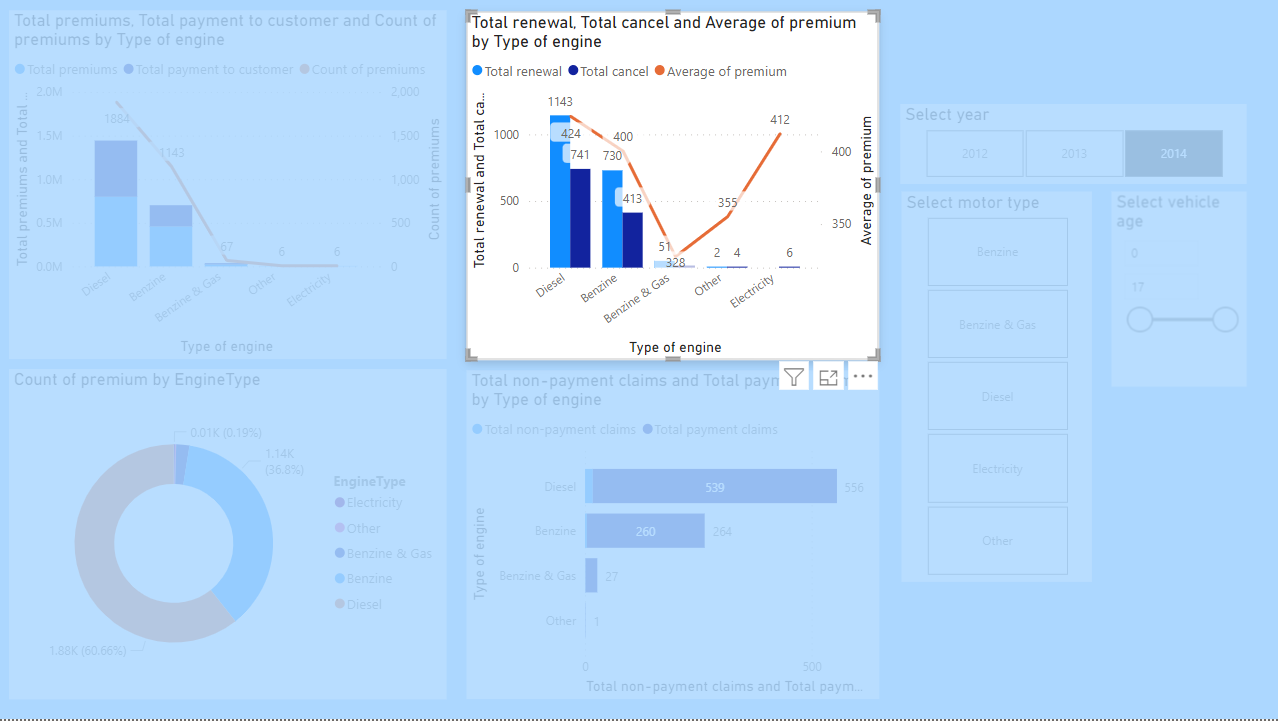 Total premiums, Total payment to customer and Count of
premiums by Type of engine
Total premiums Total payment to customer Count of premiums
Total premiums and Total ...
2.0M
1.5M
1.0M
0.5M
0.0M
1884
1143
67
6
6
2,000
1,500
1,000
500
0
Count of premiums
Diesel
Benzine
Benzine & Gas
Other
Electricity
Type of engine
Total renewal, Total cancel and Average of premium
by Type of engine
Total renewal Total cancel Average of premium
Total renewal and Total ca...
1000
500
0
1143
424
741
730
400
413
51
328
2
355
4
412
6
400
350
Average of premium
Diesel
Benzine
Benzine & Gas
Other
Electricity
Type of engine
Select year
2012
2013
2014
Select motor type
Benzine
Benzine & Gas
Diesel
Electricity
Other
Select vehicle
age
0
17
Count of premium by EngineType
0.01K (0.19%)
1.14K
(36.8%)
1.88K (60.66%)
EngineType
Electricity
Other
Benzine & Gas
Benzine
Diesel
Total non-payment claims and Total paym
by Type of engine
Total non-payment claims Total payment claims
Type of engine
Diesel
539
556
Benzine
260
264
Benzine & Gas
27
Other
1
0
500
Total non-payment claims and Total paym...